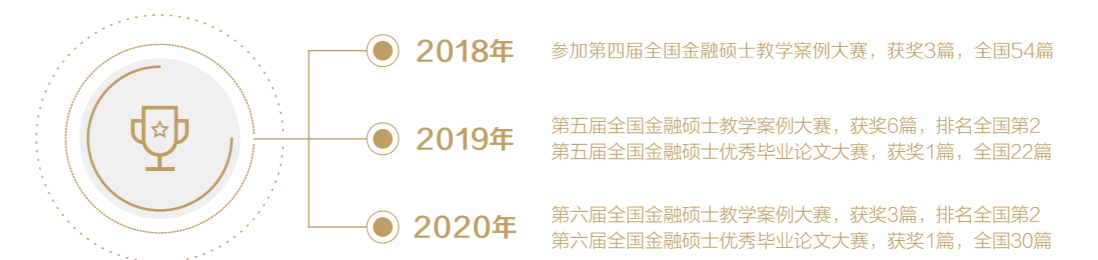 2018年
参加第四届全国金融硕士教学案例大赛，获奖3篇，全国54篇
2019年
第五届全国金融硕士教学案例大赛，获奖6篇，排名全国第2
第五届全国金融硕士优秀毕业论文大赛，获奖1篇，全国22篇
2020年
第六届全国金融硕士教学案例大赛，获奖3篇，排名全国第2
第六届全国金融硕士优秀毕业论文大赛，获奖1篇，全国30篇